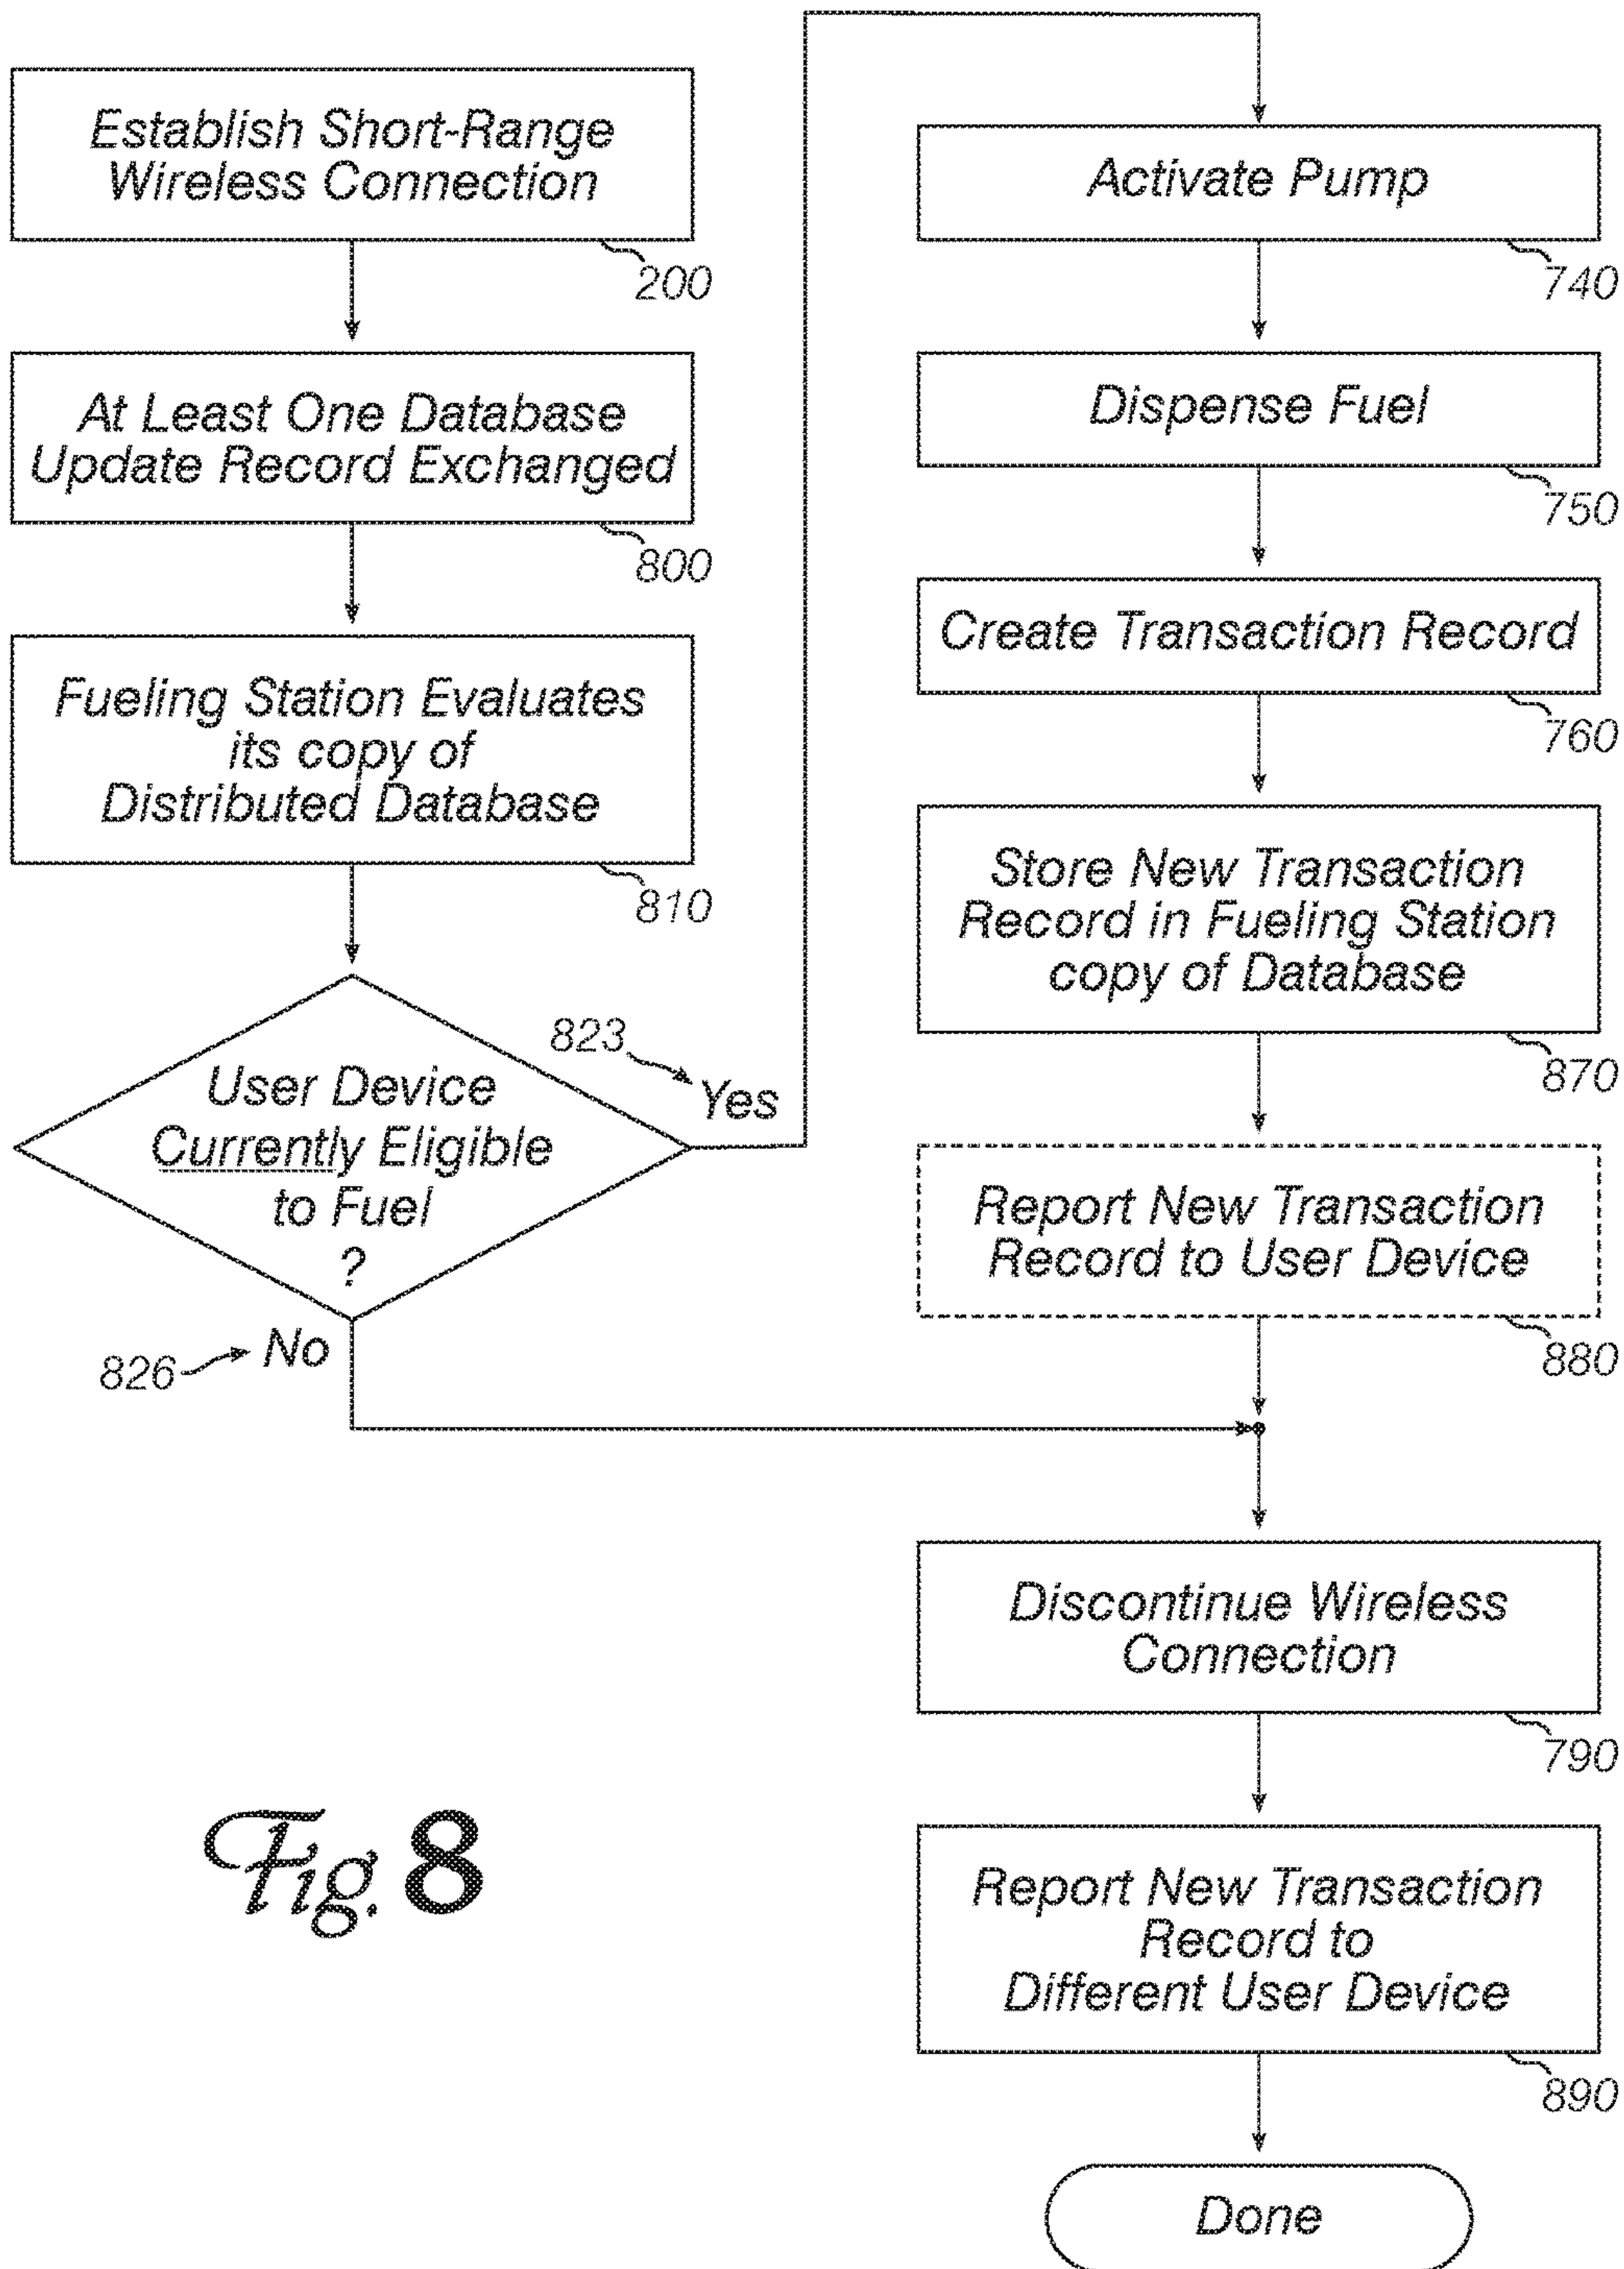 Establish Short-Range
Wireless Connection
200
At Least One Database
Update Record Exchanged
800
Fueling Station Evaluates
its copy of
Distributed Database
810
User Device
Currently Eligible
to Fuel
?
823
Yes
826
No
Activate Pump
740
Dispense Fuel
750
Create Transaction Record
760
Store New Transaction
Record in Fueling Station
copy of Database
870
Report New Transaction
Record to User Device
880
Discontinue Wireless
Connection
790
Report New Transaction
Record to
Different User Device
890
Done
Fig. 8